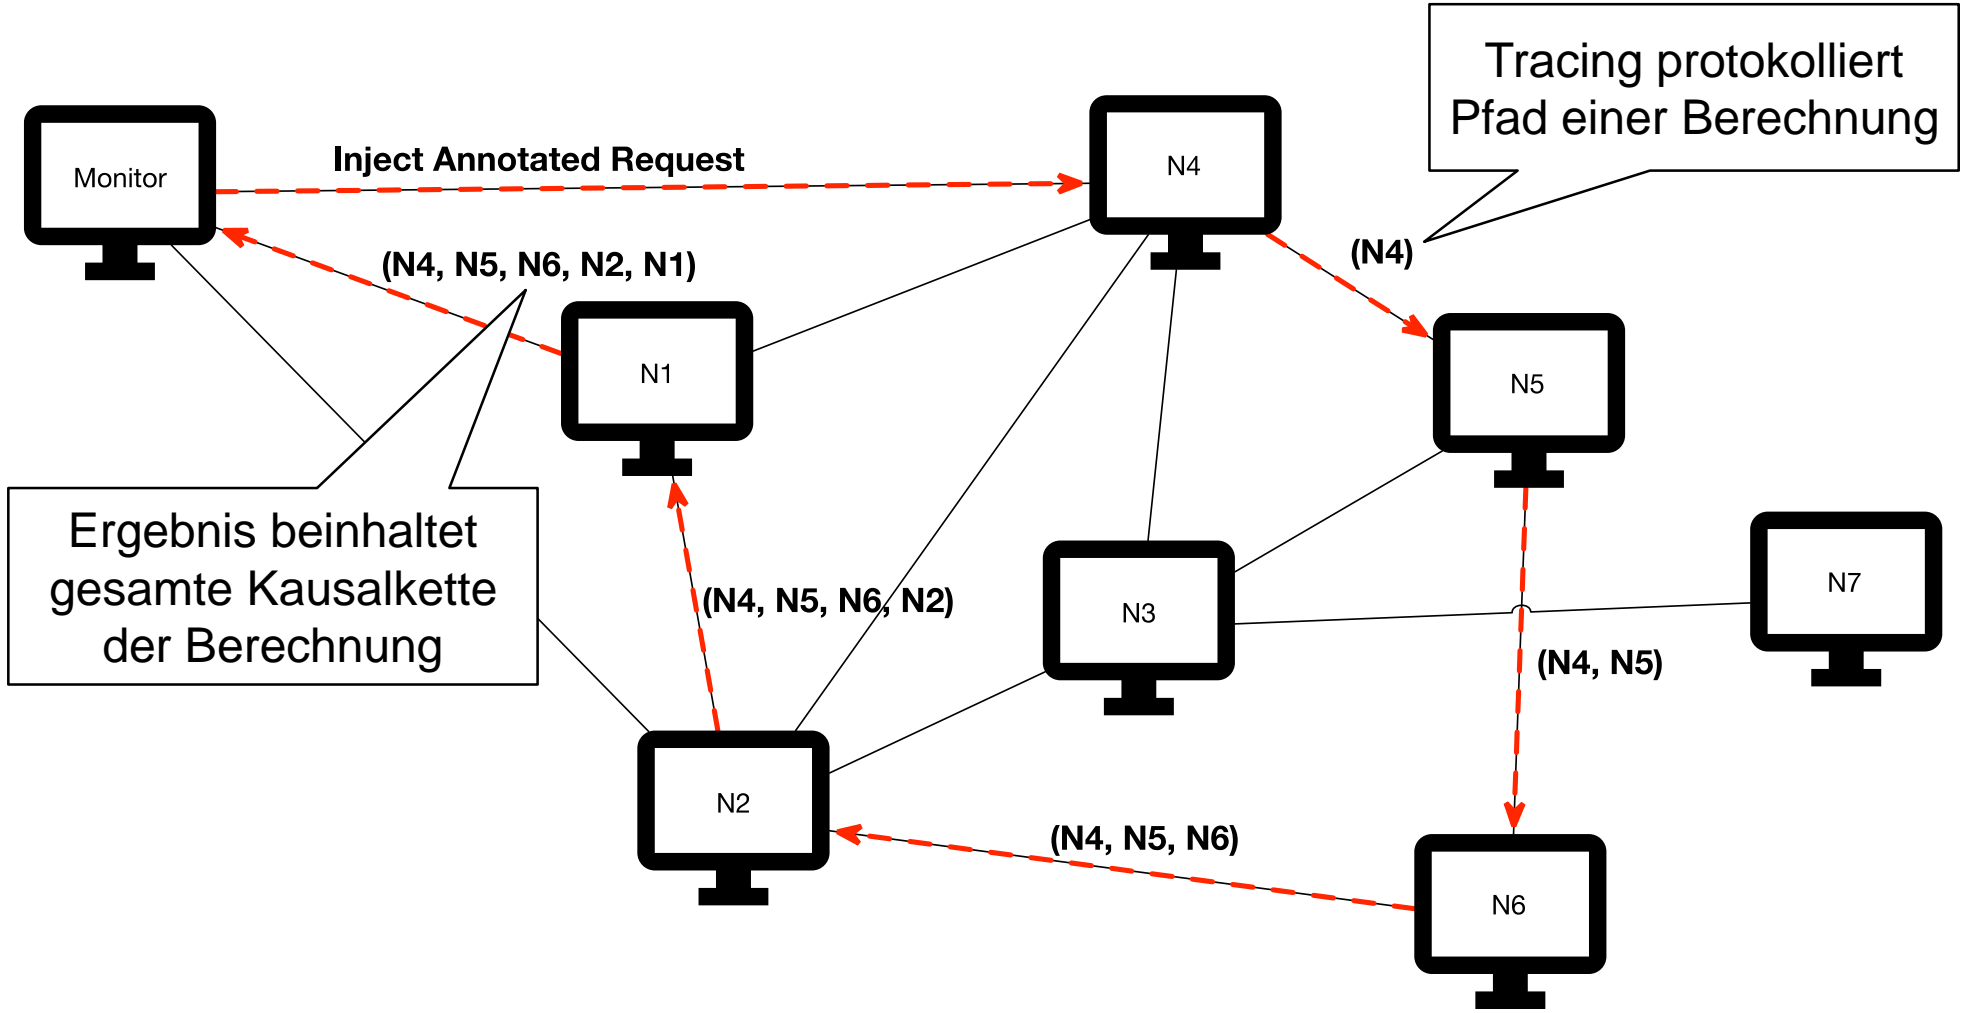 Tracing protokolliert
Pfad einer Berechnung
Inject Annotated Request
Monitor
N4
(N4)
(N4, N5, N6, N2, N1)
N1
N5
Ergebnis beinhaltet
gesamte Kausalkette
der Berechnung
(N4, N5, N6, N2)
N3
N7
(N4, N5)
N2
(N4, N5, N6)
N6